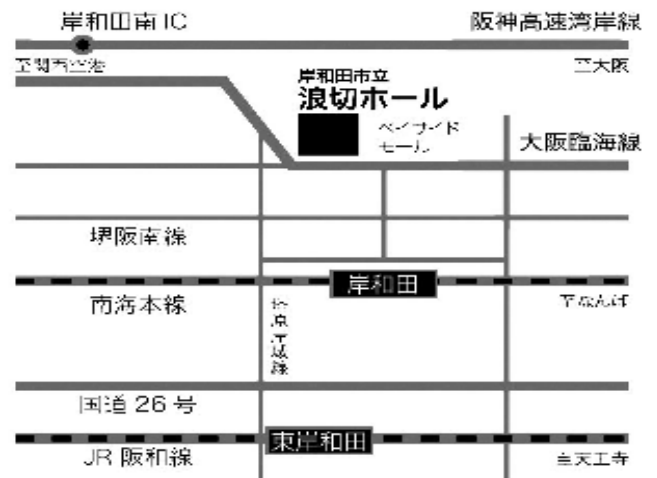 岸和田南IC
阪神高速湾岸線
至関西空港
至大阪
岸和田市立
浪切ホール
ベイサイド
モール
大阪臨海線
堺阪南線
岸和田
南海本線
至なんば
国道26号
東岸和田
JR阪和線
至天王寺